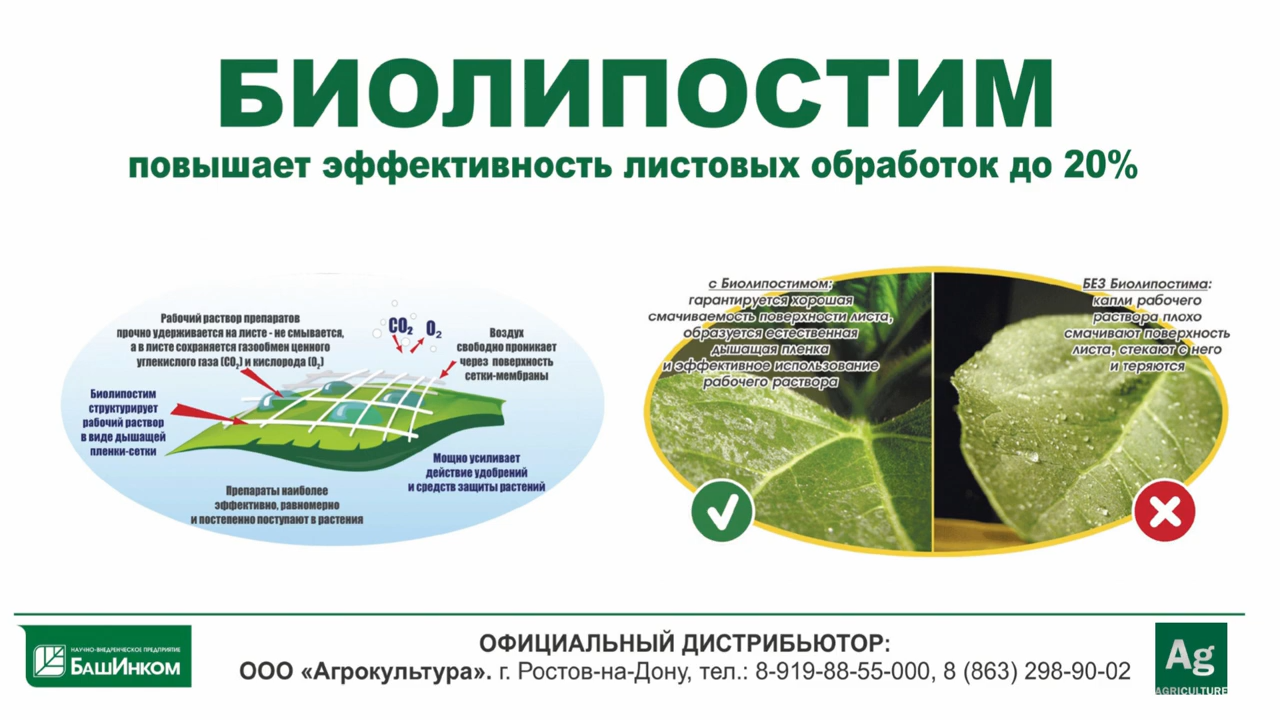 БИОЛИПОСТИМ
повышает эффективность листовых обработок до 20%
Рабочий раствор препаратов
прочно удерживается на листе - не смывается,
а в листе сохраняется газообмен ценного
углекислого газа (CO₂) и кислорода (O₂)
CO₂
O₂
Воздух
свободно проникает
через поверхность
сетки-мембраны
Биолипостим
структурирует
рабочий раствор
в виде дышащей
пленки-сетки
Мощно усиливает
действие удобрений
и средств защиты растений
Препараты наиболее
эффективно, равномерно
и постепенно поступают в растения
с Биолипостимом:
гарантируется хорошая
смачиваемость поверхности листа,
образуется естественная
дышащая пленка
и эффективное использование
рабочего раствора
БЕЗ Биолипостима:
капли рабочего
раствора плохо
смачивают поверхность
листа, стекают с него
и теряются
НАУЧНО-ВНЕДРЕНЧЕСКОЕ ПРЕДПРИЯТИЕ
БашИнком
ОФИЦИАЛЬНЫЙ ДИСТРИБЬЮТОР:
ООО «Агрокультура». г. Ростов-на-Дону, тел.: 8-919-88-55-000, 8 (863) 298-90-02
Ag
AGRICULTURE